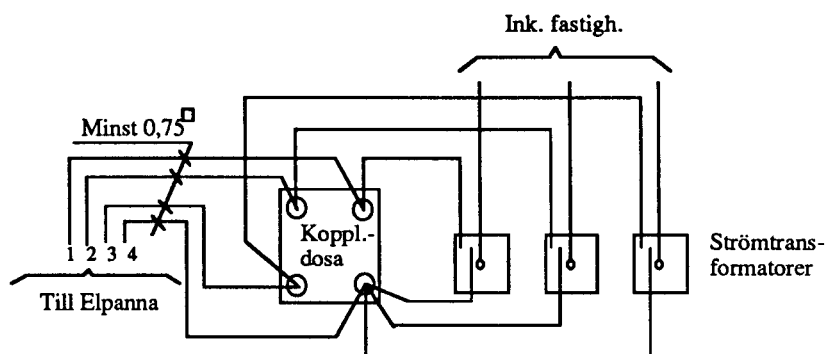 Ink. fastigh.
Minst 0,75□
1 2 3 4
Till Elpanna
Koppl.-
dosa
Strömtrans-
formatorer